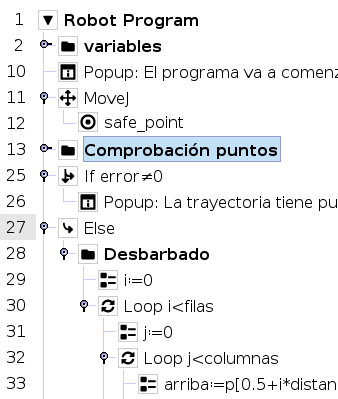 1 Robot Program
2 variables
10 Popup: El programa va a comenz
11 MoveJ
12 safe_point
13 Comprobación puntos
25 If error≠0
26 Popup: La trayectoria tiene pu
27 Else
28 Desbarbado
29 i:=0
30 Loop i<filas
31 j:=0
32 Loop j<columnas
33 arriba:=p[0.5+i*distan